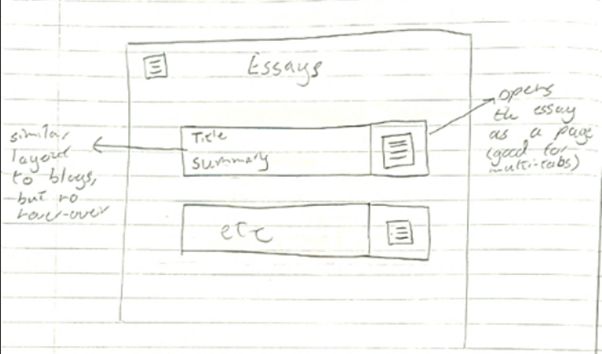 Essays
Title
summary
etc
similar
layout
to blogs,
but no
hover-over
opens
the essay
as a page
(good for
multi-tabs)